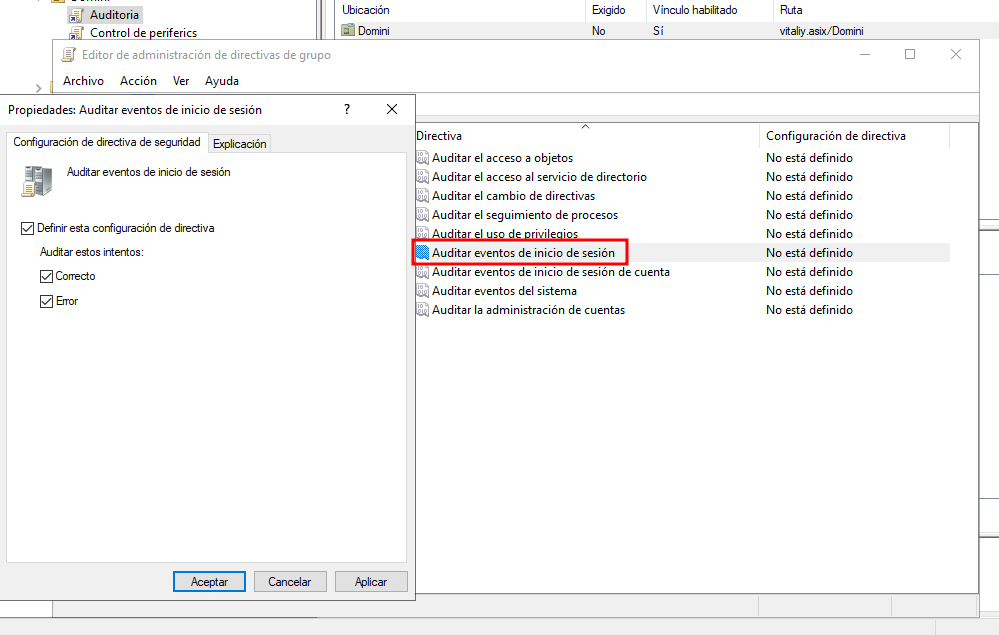 Domini
Auditoria
Control de periferics
Ubicación Exigido Vínculo habilitado Ruta
Domini No Sí vitaliy.asix/Domini
Editor de administración de directivas de grupo
Archivo Acción Ver Ayuda
Propiedades: Auditar eventos de inicio de sesión ?
Configuración de directiva de seguridad Explicación
Auditar eventos de inicio de sesión
Definir esta configuración de directiva
Auditar estos intentos:
Correcto
Error
Aceptar Cancelar Aplicar
Directiva Configuración de directiva
Auditar el acceso a objetos No está definido
Auditar el acceso al servicio de directorio No está definido
Auditar el cambio de directivas No está definido
Auditar el seguimiento de procesos No está definido
Auditar el uso de privilegios No está definido
Auditar eventos de inicio de sesión No está definido
Auditar eventos de inicio de sesión de cuenta No está definido
Auditar eventos del sistema No está definido
Auditar la administración de cuentas No está definido